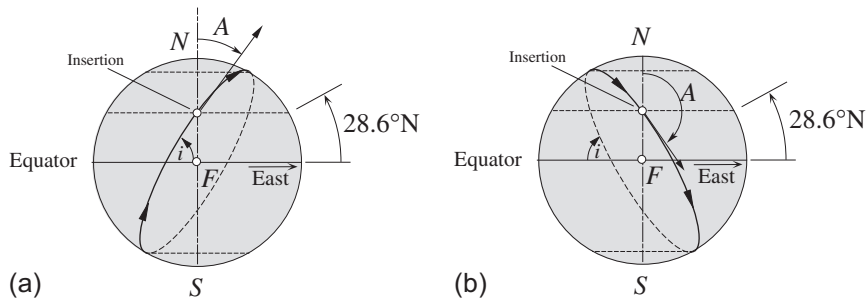 N
A
Insertion
28.6°N
Equator
i
F
East
S
(a)
N
Insertion
A
28.6°N
Equator
i
F
East
S
(b)